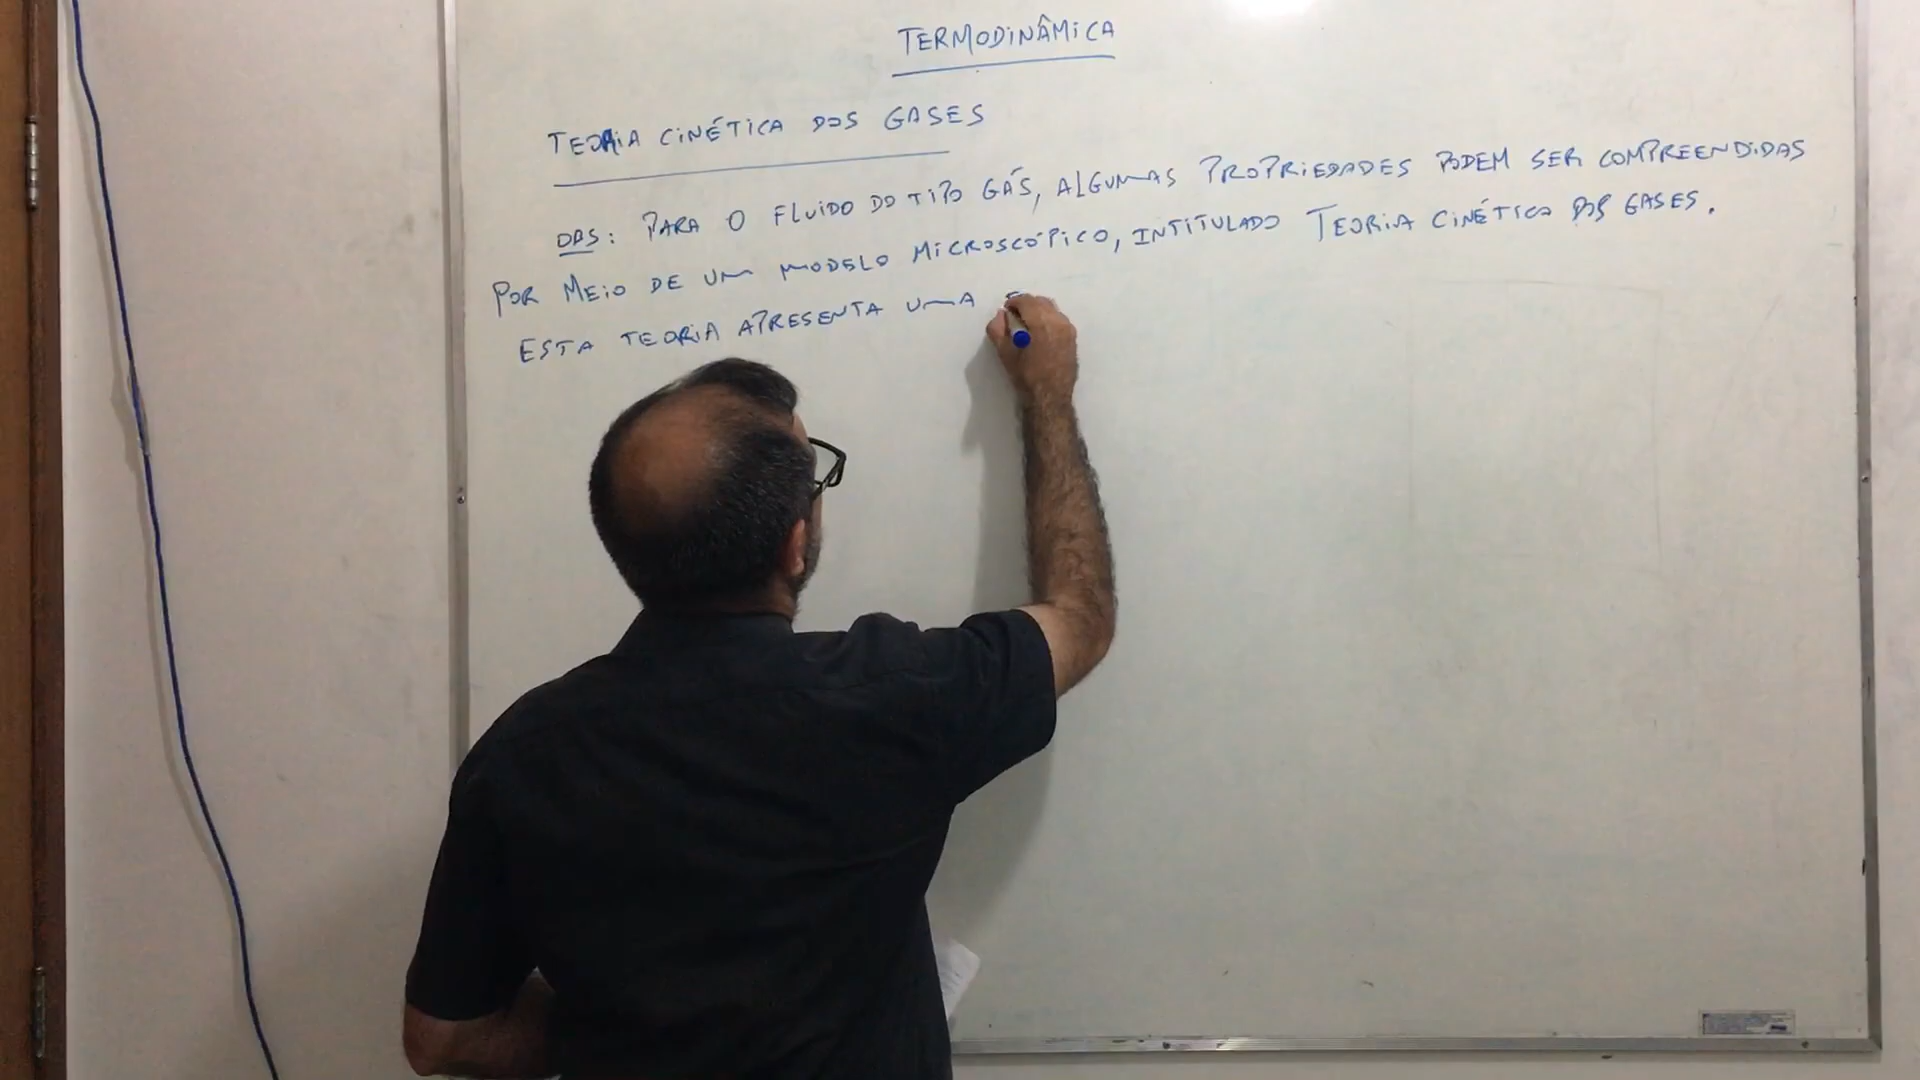 TERMODINÂMICA
TEORIA CINÉTICA DOS GASES
OBS: PARA O FLUIDO DO TIPO GÁS, ALGUMAS PROPRIEDADES PODEM SER COMPREENDIDAS
POR MEIO DE UM MODELO MICROSCÓPICO, INTITULADO TEORIA CINÉTICA DOS GASES.
ESTA TEORIA APRESENTA UMA